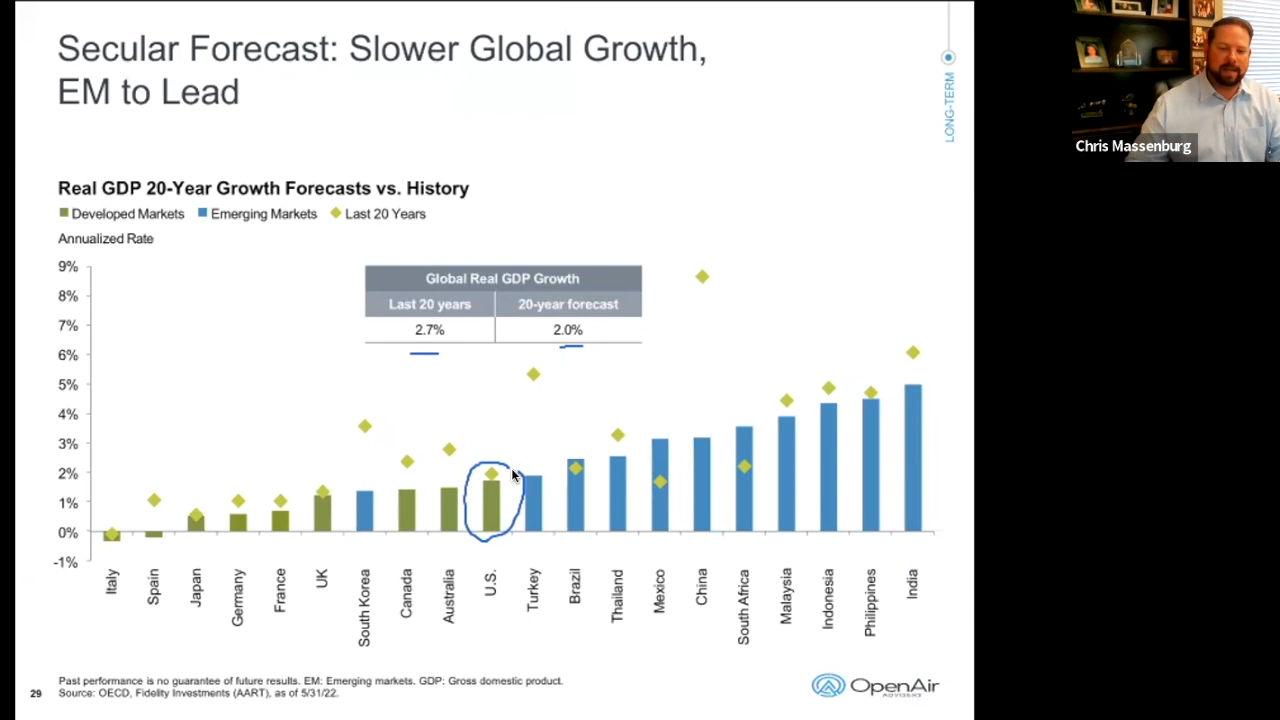 Secular Forecast: Slower Global Growth,
EM to Lead
LONG-TERM
Chris Massenburg
Real GDP 20-Year Growth Forecasts vs. History
Developed Markets Emerging Markets Last 20 Years
Annualized Rate
Global Real GDP Growth
Last 20 years 20-year forecast
2.7% 2.0%
9%
8%
7%
6%
5%
4%
3%
2%
1%
0%
-1%
Italy
Spain
Japan
Germany
France
UK
South Korea
Canada
Australia
U.S.
Turkey
Brazil
Thailand
Mexico
China
South Africa
Malaysia
Indonesia
Philippines
India
Past performance is no guarantee of future results. EM: Emerging markets. GDP: Gross domestic product.
29 Source: OECD, Fidelity Investments (AART), as of 5/31/22.
OpenAir
ADVISERS